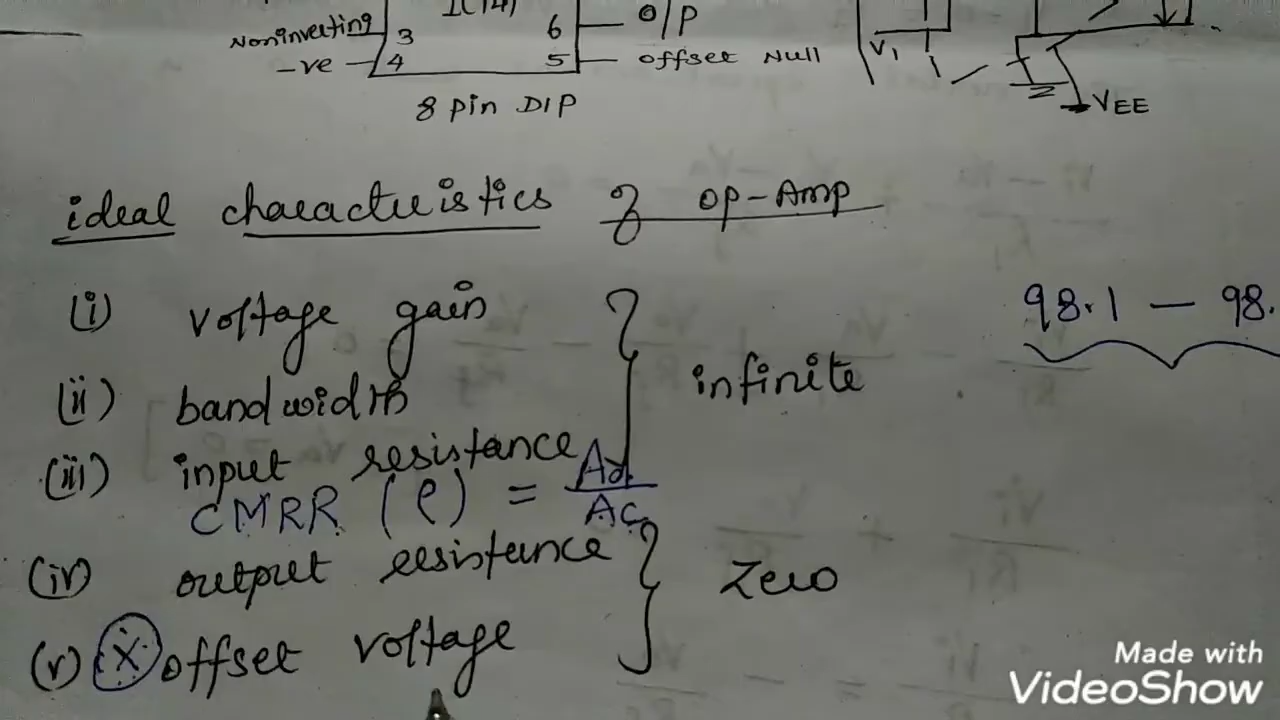 Noninverting 3 6 O/P
-ve 4 5 offset Null
8 pin DIP
V1
VEE
ideal characteristics of op-Amp
(i) voltage gain
(ii) bandwidth
infinite
(iii) input resistance
CMRR (ρ) = Ad/Ac
(iv) output resistance
Zero
(v) X offset voltage
98.1 — 98.
Made with
VideoShow